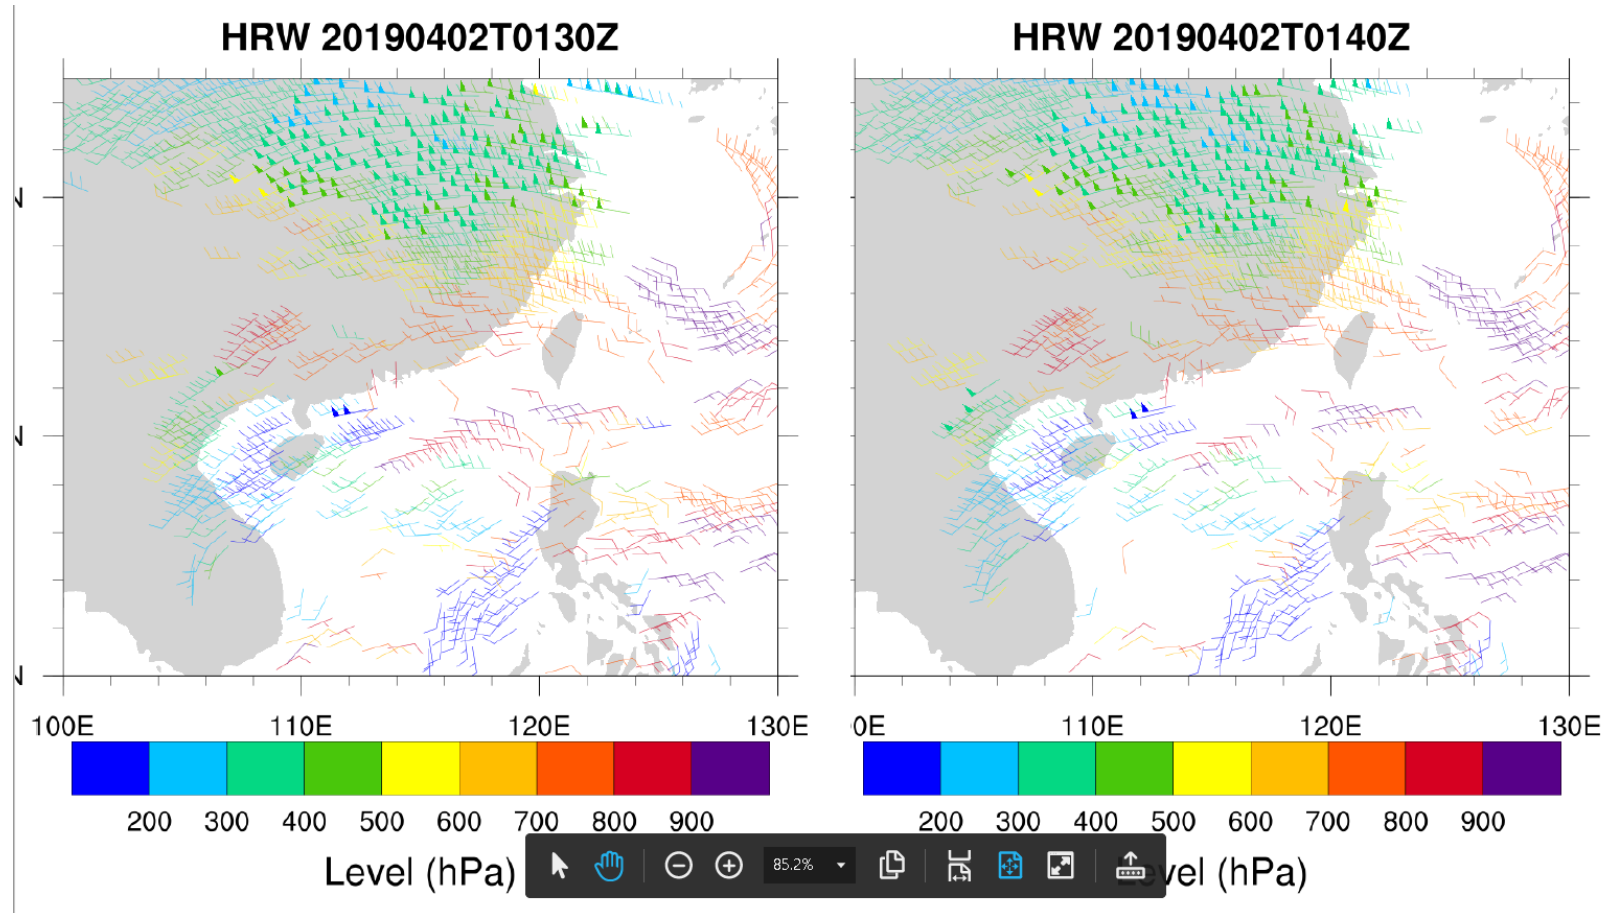 HRW 20190402T0130Z HRW 20190402T0140Z
100E 110E 120E 130E 0E 110E 120E 130E
200 300 400 500 600 700 800 900 200 300 400 500 600 700 800 900
Level (hPa) Level (hPa)
85.2%